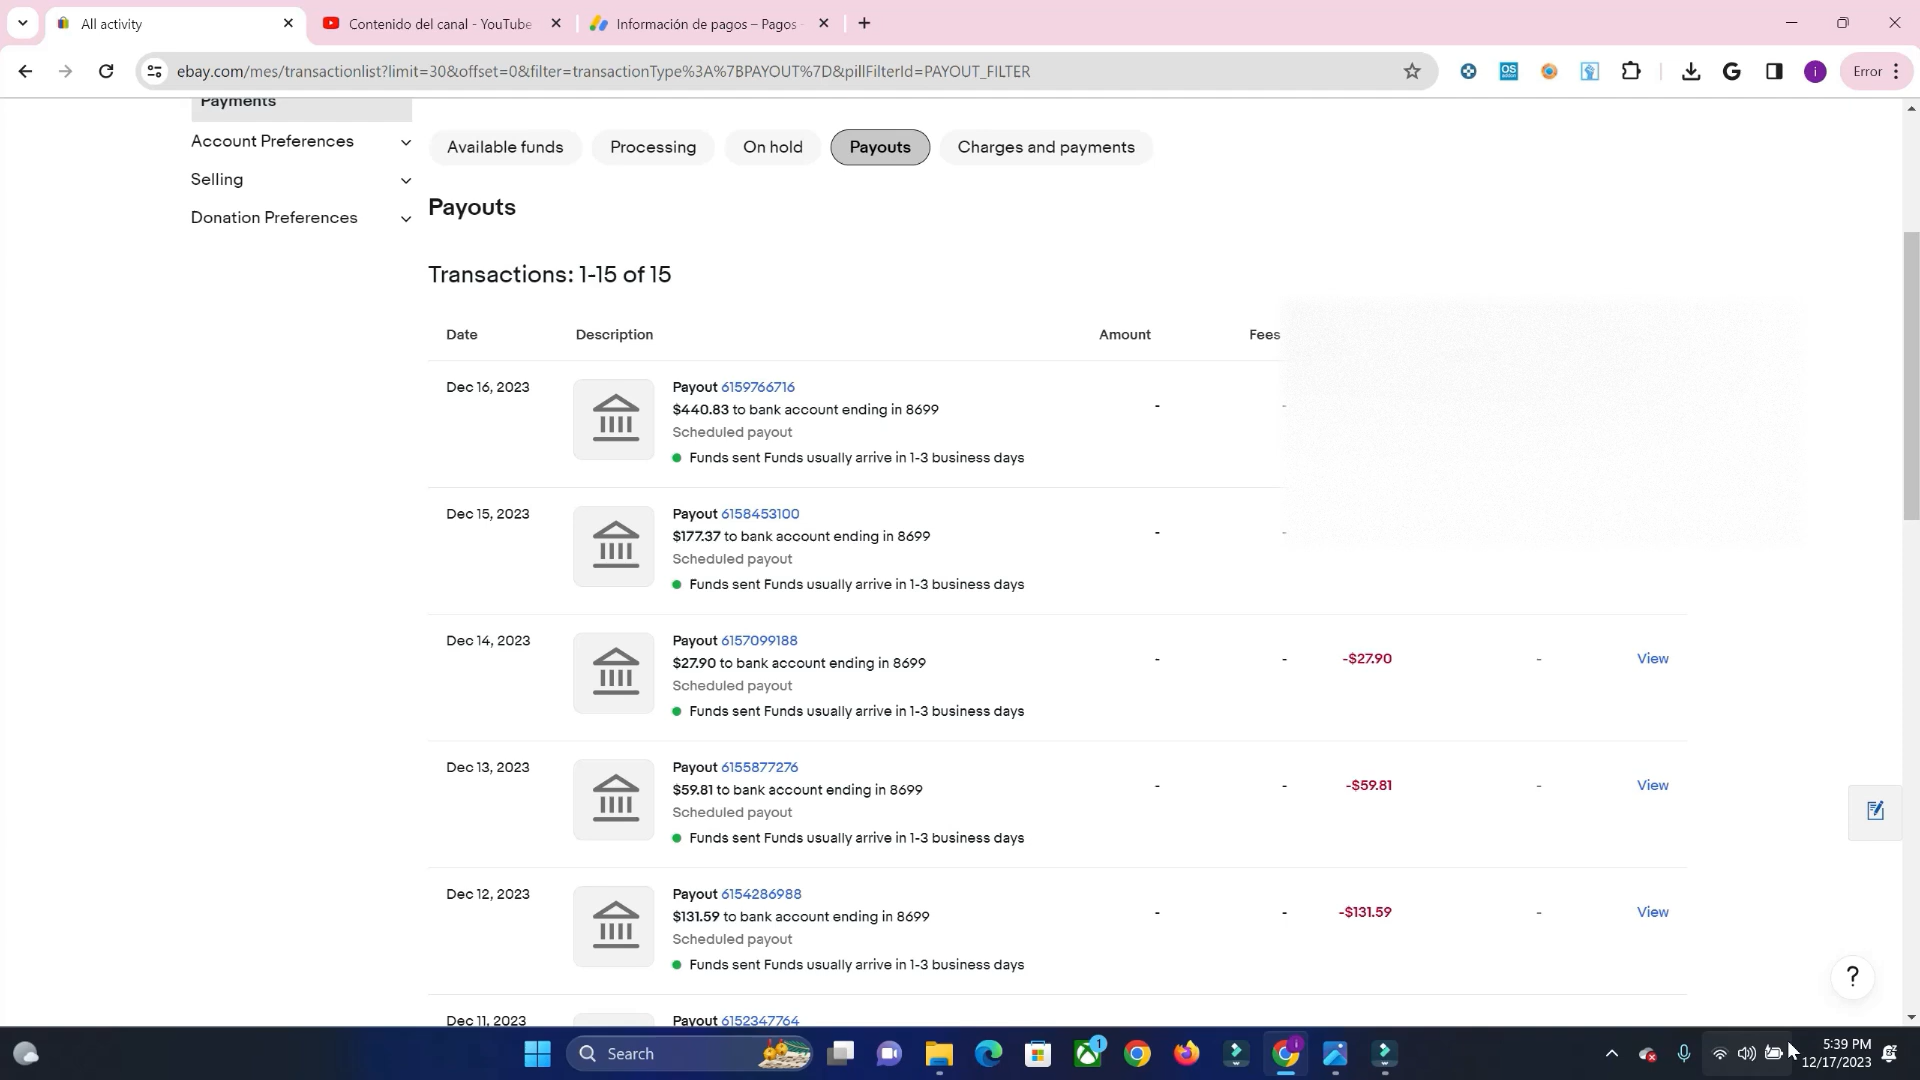 All activity
Contenido del canal - YouTube
Información de pagos – Pagos -
ebay.com/mes/transactionlist?limit=30&offset=0&filter=transactionType%3A%7BPAYOUT%7D&pillFilterId=PAYOUT_FILTER
Error
Payments
Account Preferences
Selling
Donation Preferences
Available funds
Processing
On hold
Payouts
Charges and payments
Payouts
Transactions: 1-15 of 15
Date Description Amount Fees
Dec 16, 2023
Payout 6159766716
$440.83 to bank account ending in 8699
Scheduled payout
Funds sent Funds usually arrive in 1-3 business days
- -
Dec 15, 2023
Payout 6158453100
$177.37 to bank account ending in 8699
Scheduled payout
Funds sent Funds usually arrive in 1-3 business days
- -
Dec 14, 2023
Payout 6157099188
$27.90 to bank account ending in 8699
Scheduled payout
Funds sent Funds usually arrive in 1-3 business days
- - -$27.90 - View
Dec 13, 2023
Payout 6155877276
$59.81 to bank account ending in 8699
Scheduled payout
Funds sent Funds usually arrive in 1-3 business days
- - -$59.81 - View
Dec 12, 2023
Payout 6154286988
$131.59 to bank account ending in 8699
Scheduled payout
Funds sent Funds usually arrive in 1-3 business days
- - -$131.59 - View
Dec 11, 2023
Payout 6152347764
?
Search
1
5:39 PM
12/17/2023